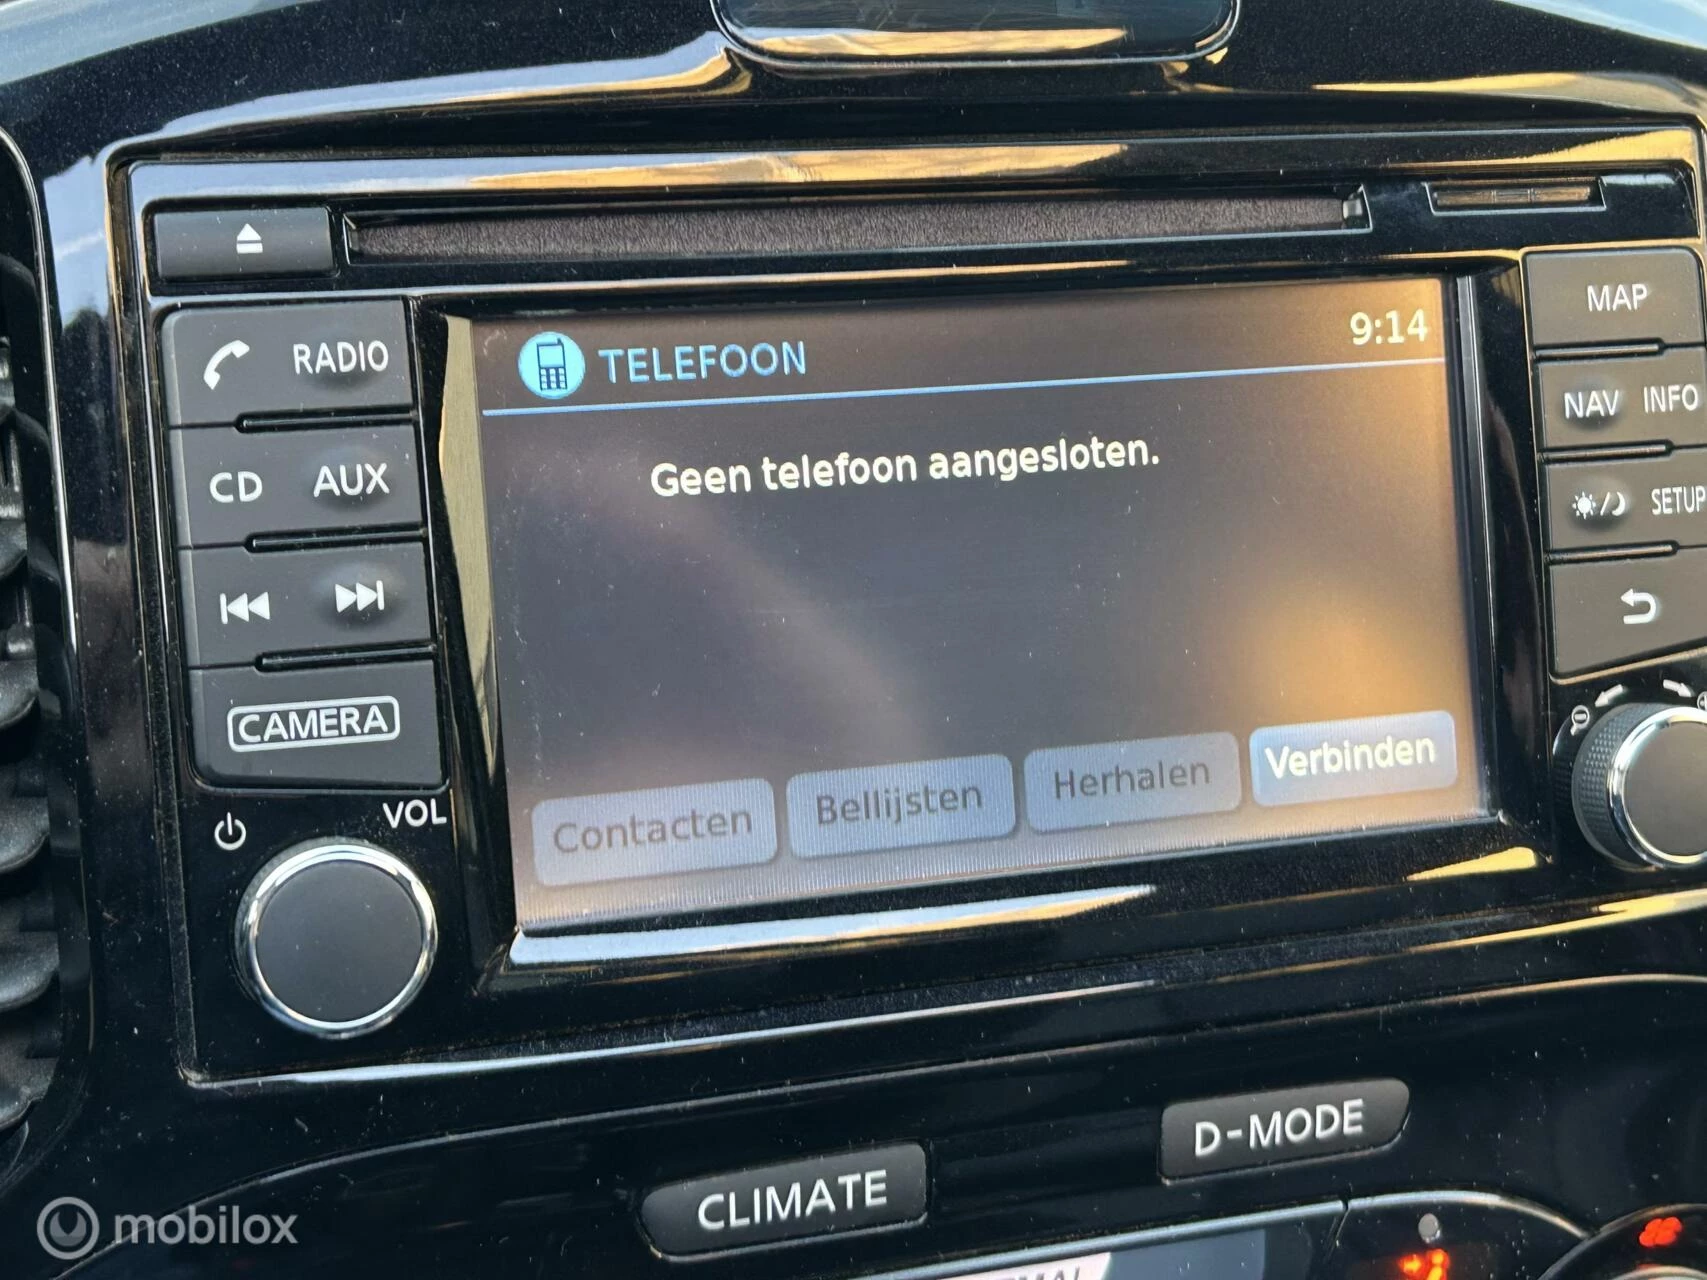 MAP
9:14
RADIO
TELEFOON
NAV INFO
Geen telefoon aangesloten.
CD AUX
SETUP
CAMERA
Verbinden
Herhalen
Bellijsten
Contacten
VOL
D-MODE
CLIMATE
mobilox